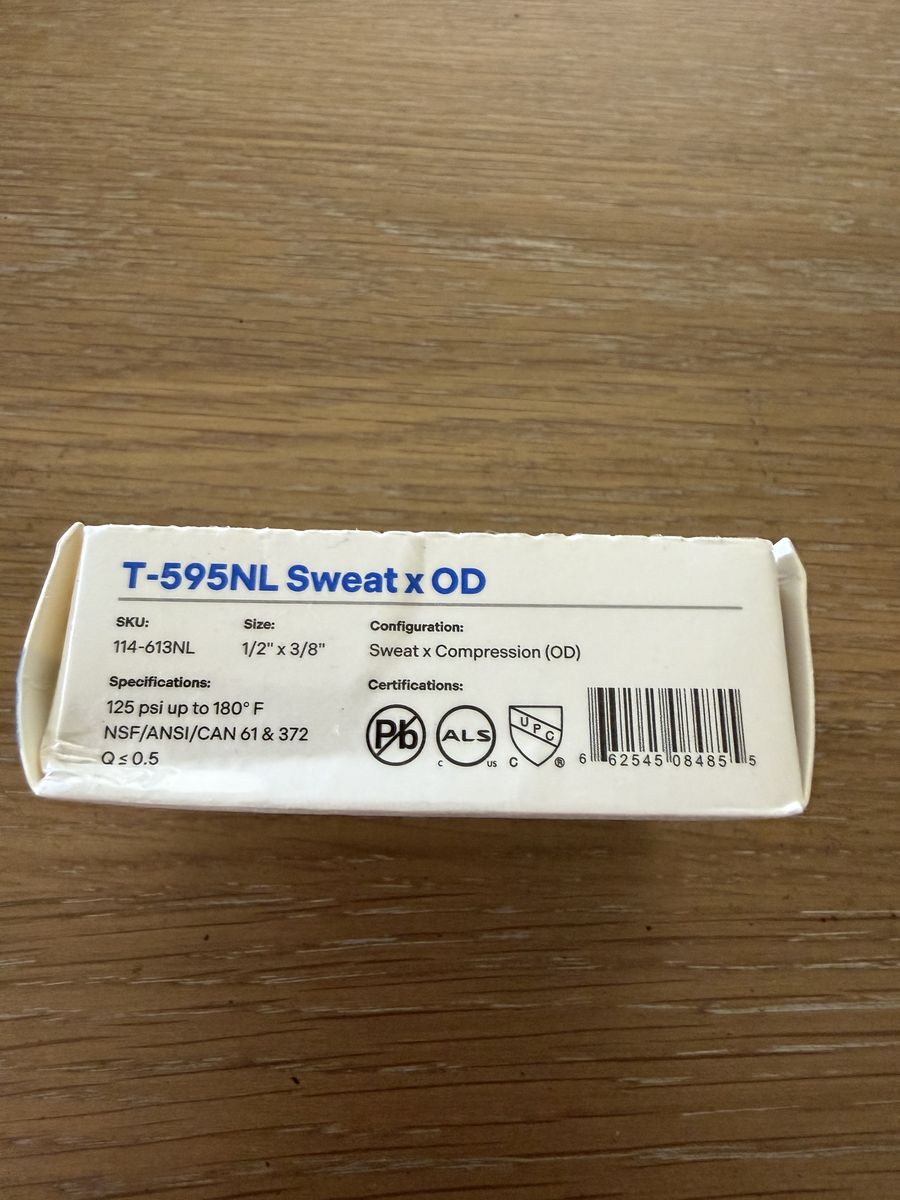 T-595NL Sweat x OD
SKU: Size: Configuration:
114-613NL 1/2" x 3/8" Sweat x Compression (OD)
Specifications: Certifications:
125 psi up to 180° F
NSF/ANSI/CAN 61 & 372
Q ≤ 0.5
Pb
ALS
C US
UPC
C ®
6 62545 08485 5